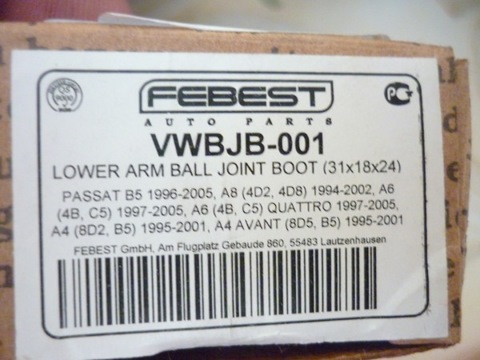 FEBEST
AUTO PARTS
VWBJB-001
LOWER ARM BALL JOINT BOOT (31x18x24)
PASSAT B5 1996-2005, A8 (4D2, 4D8) 1994-2002, A6
(4B, C5) 1997-2005, A6 (4B, C5) QUATTRO 1997-2005,
A4 (8D2, B5) 1995-2001, A4 AVANT (8D5, B5) 1995-2001
FEBEST GmbH, Am Flugplatz Gebaude 860, 55483 Lautzenhausen